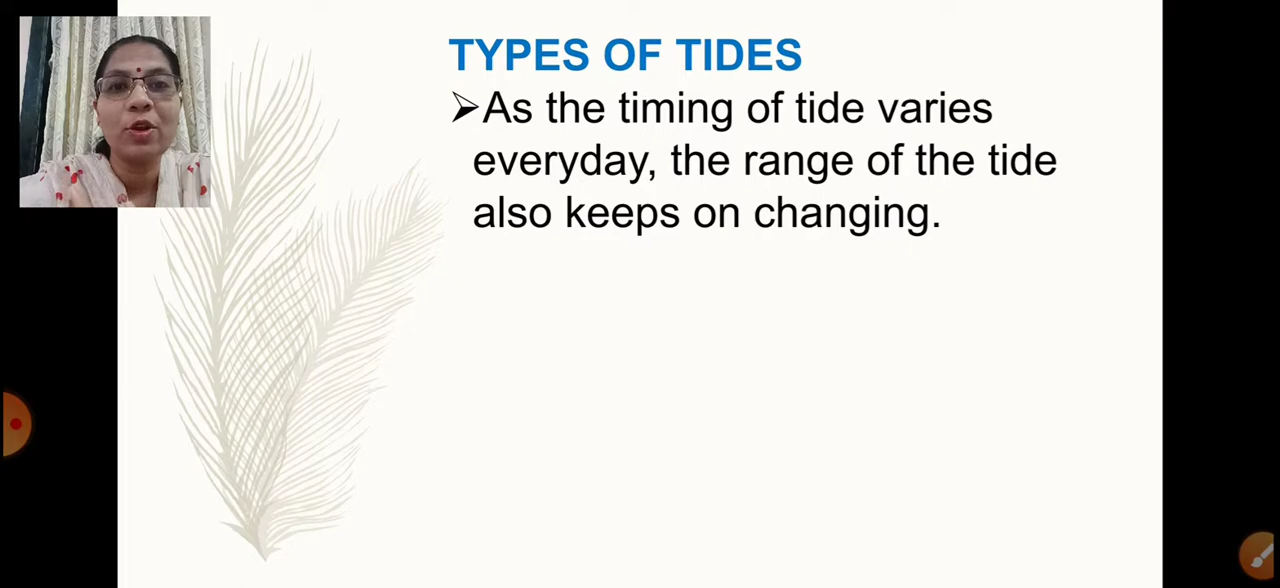 TYPES OF TIDES
➢As the timing of tide varies
everyday, the range of the tide
also keeps on changing.